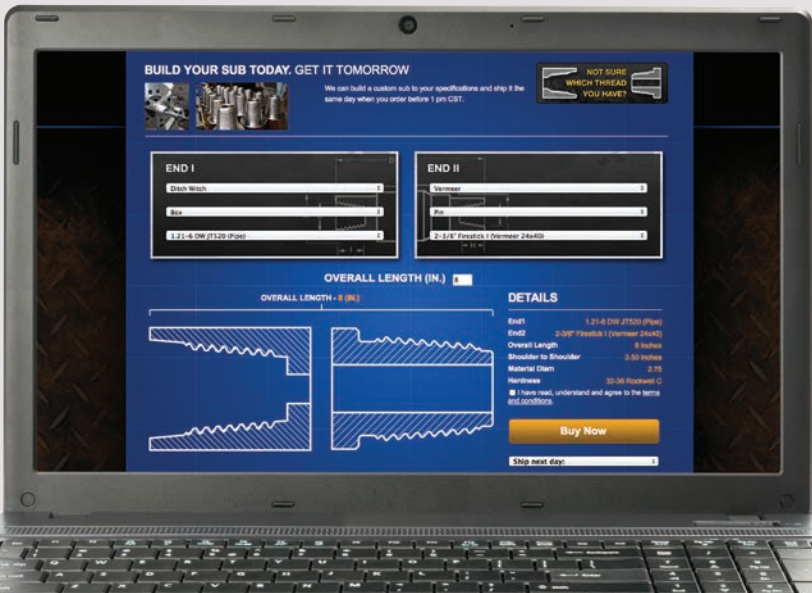 BUILD YOUR SUB TODAY. GET IT TOMORROW
We can build a custom sub to your specifications and ship it the
same day when you order before 1 pm CST.
NOT SURE
WHICH THREAD
YOU HAVE?
END I
Ditch Witch
Box
1.21-6 DW JT520 (Pipe)
END II
Vermeer
Pin
2-3/8" Firestick I (Vermeer 24x40)
OVERALL LENGTH (IN.) 8
OVERALL LENGTH - 8 (IN.)
DETAILS
End1 1.21-6 DW JT520 (Pipe)
End2 2-3/8" Firestick I (Vermeer 24x40)
Overall Length 8 inches
Shoulder to Shoulder 3.50 inches
Material Diam 2.75
Hardness 32-36 Rockwell C
I have read, understand and agree to the terms
and conditions.
Buy Now
Ship next day: